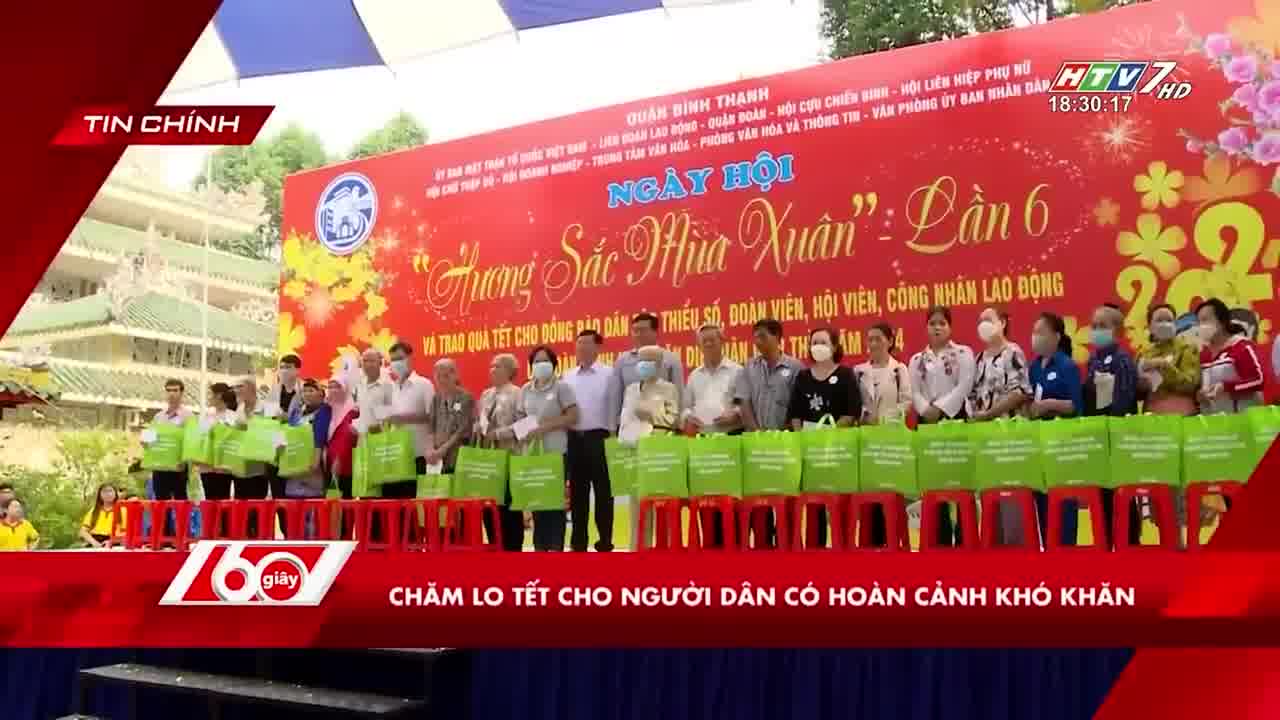 HTV7 HD
18:30:17
TIN CHÍNH
QUẬN BÌNH THẠNH
ỦY BAN MẶT TRẬN TỔ QUỐC VIỆT NAM - LIÊN ĐOÀN LAO ĐỘNG - QUẬN ĐOÀN - HỘI CỰU CHIẾN BINH - HỘI LIÊN HIỆP PHỤ NỮ
HỘI CHỮ THẬP ĐỎ - HỘI DOANH NGHIỆP - TRUNG TÂM VĂN HÓA - PHÒNG VĂN HÓA VÀ THÔNG TIN - VĂN PHÒNG ỦY BAN NHÂN DÂN
NGÀY HỘI
"Hương Sắc Mùa Xuân" - Lần 6
VÀ TRAO QUÀ TẾT CHO ĐỒNG BÀO DÂN THIỂU SỐ, ĐOÀN VIÊN, HỘI VIÊN, CÔNG NHÂN LAO ĐỘNG
60 giây
CHĂM LO TẾT CHO NGƯỜI DÂN CÓ HOÀN CẢNH KHÓ KHĂN